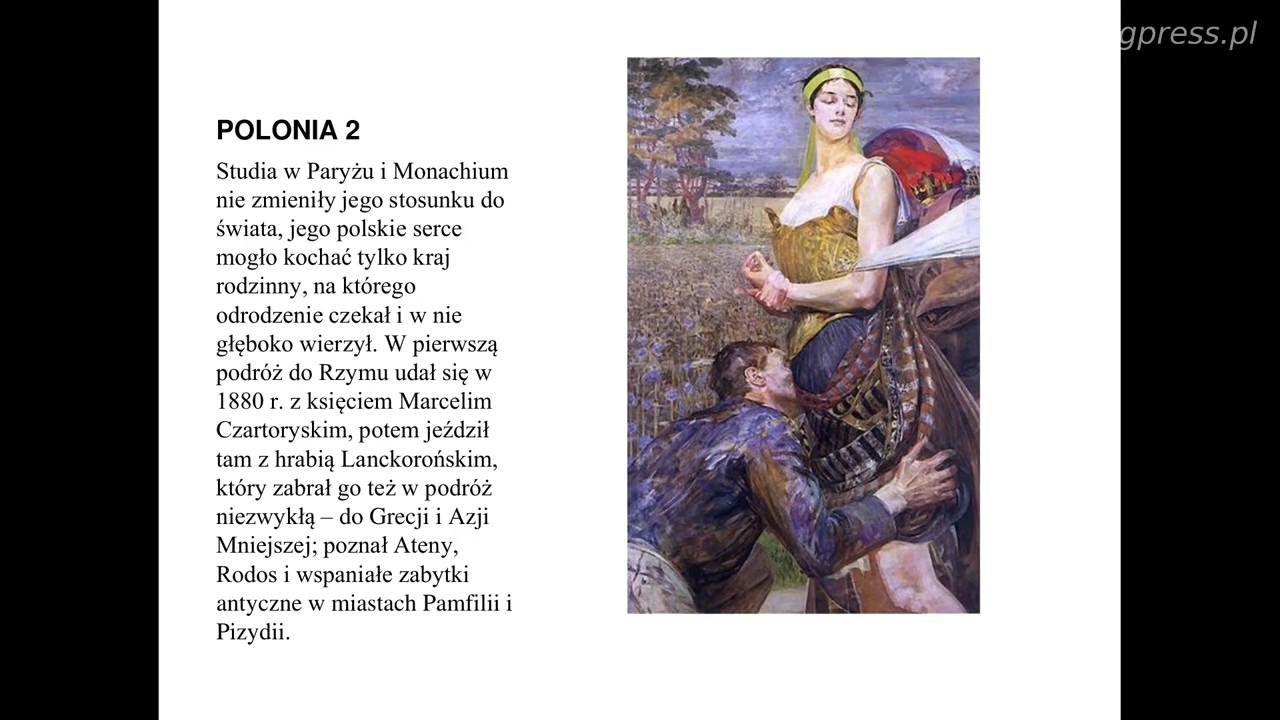 gpress.pl
POLONIA 2
Studia w Paryżu i Monachium
nie zmieniły jego stosunku do
świata, jego polskie serce
mogło kochać tylko kraj
rodzinny, na którego
odrodzenie czekał i w nie
głęboko wierzył. W pierwszą
podróż do Rzymu udał się w
1880 r. z księciem Marcelim
Czartoryskim, potem jeździł
tam z hrabią Lanckorońskim,
który zabrał go też w podróż
niezwykłą – do Grecji i Azji
Mniejszej; poznał Ateny,
Rodos i wspaniałe zabytki
antyczne w miastach Pamfilii i
Pizydii.